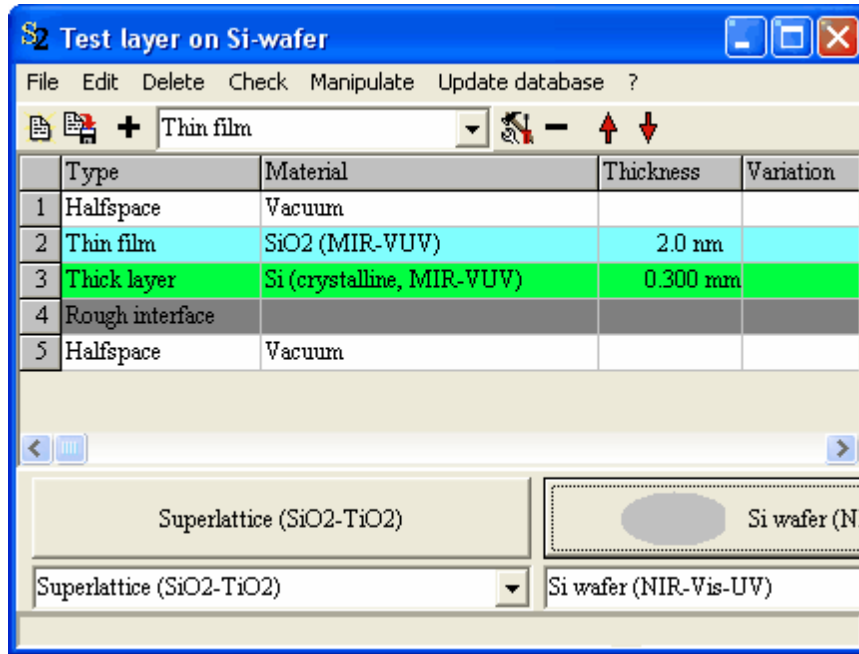 S2 Test layer on Si-wafer
File Edit Delete Check Manipulate Update database ?
Thin film
Type Material Thickness Variation
1 Halfspace Vacuum
2 Thin film SiO2 (MIR-VUV) 2.0 nm
3 Thick layer Si (crystalline, MIR-VUV) 0.300 mm
4 Rough interface
5 Halfspace Vacuum
Superlattice (SiO2-TiO2) Si wafer (N
Superlattice (SiO2-TiO2) Si wafer (NIR-Vis-UV)